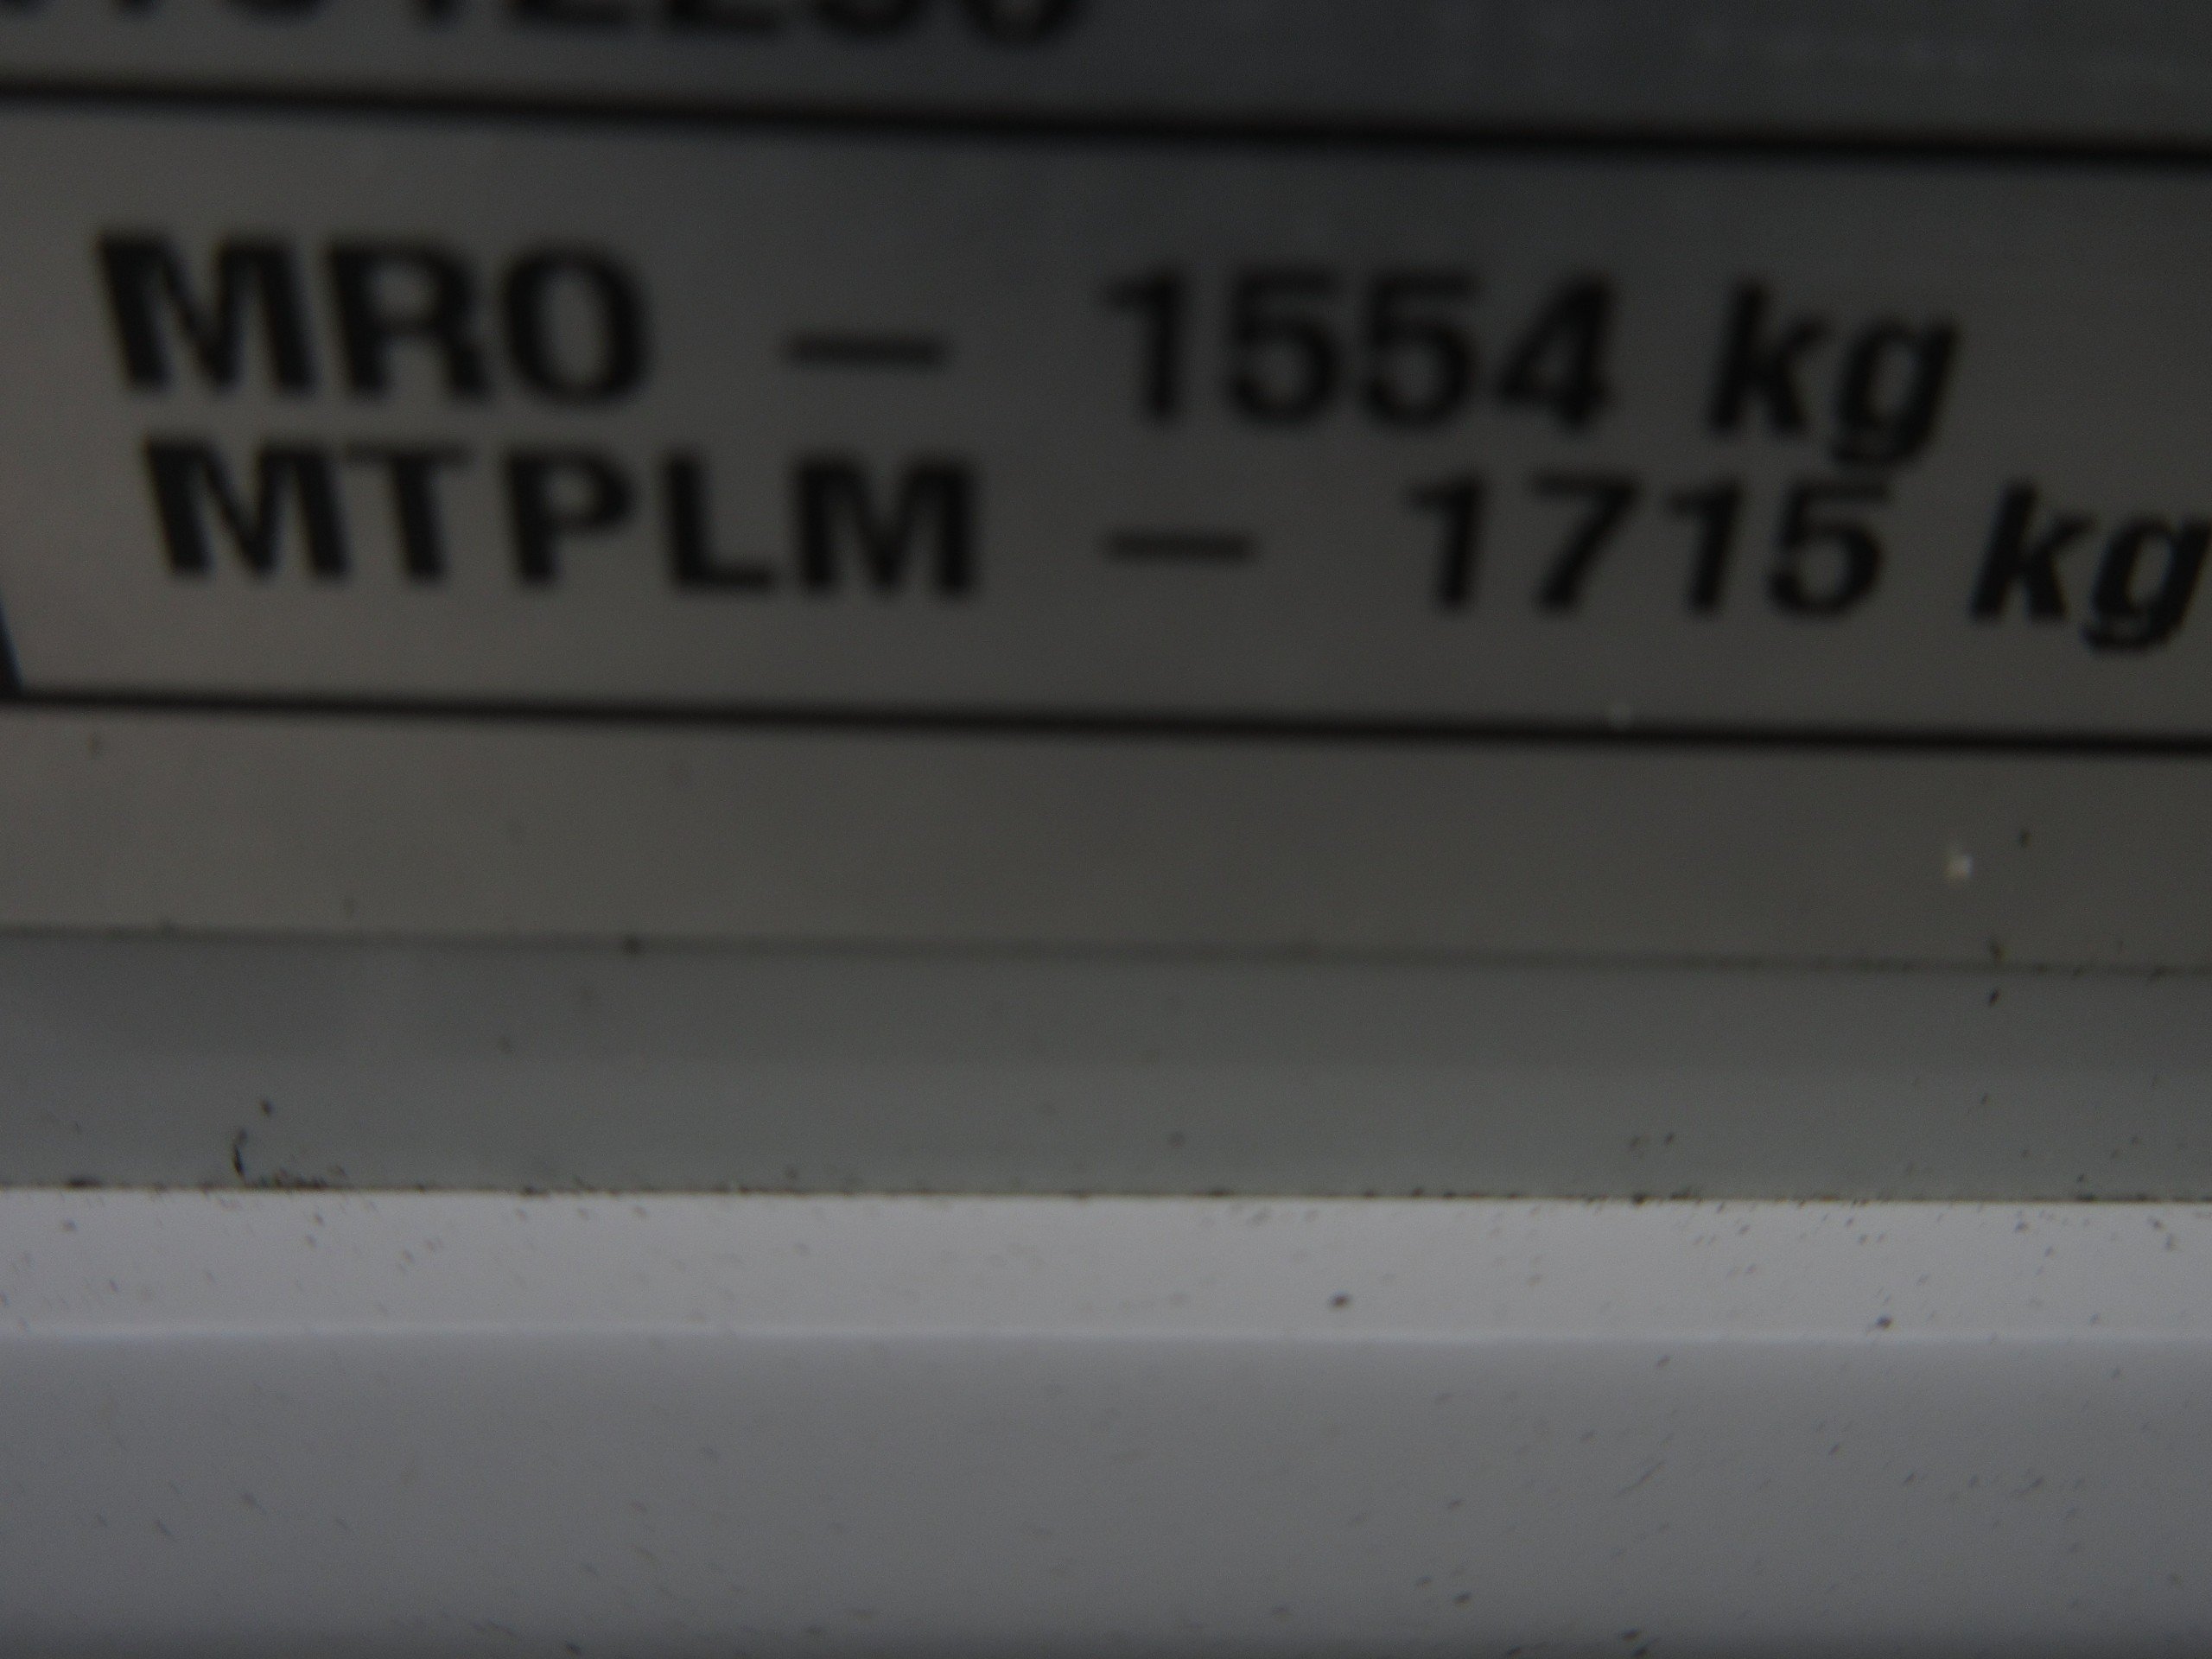 MRO – 1554 kg
MTPLM – 1715 kg